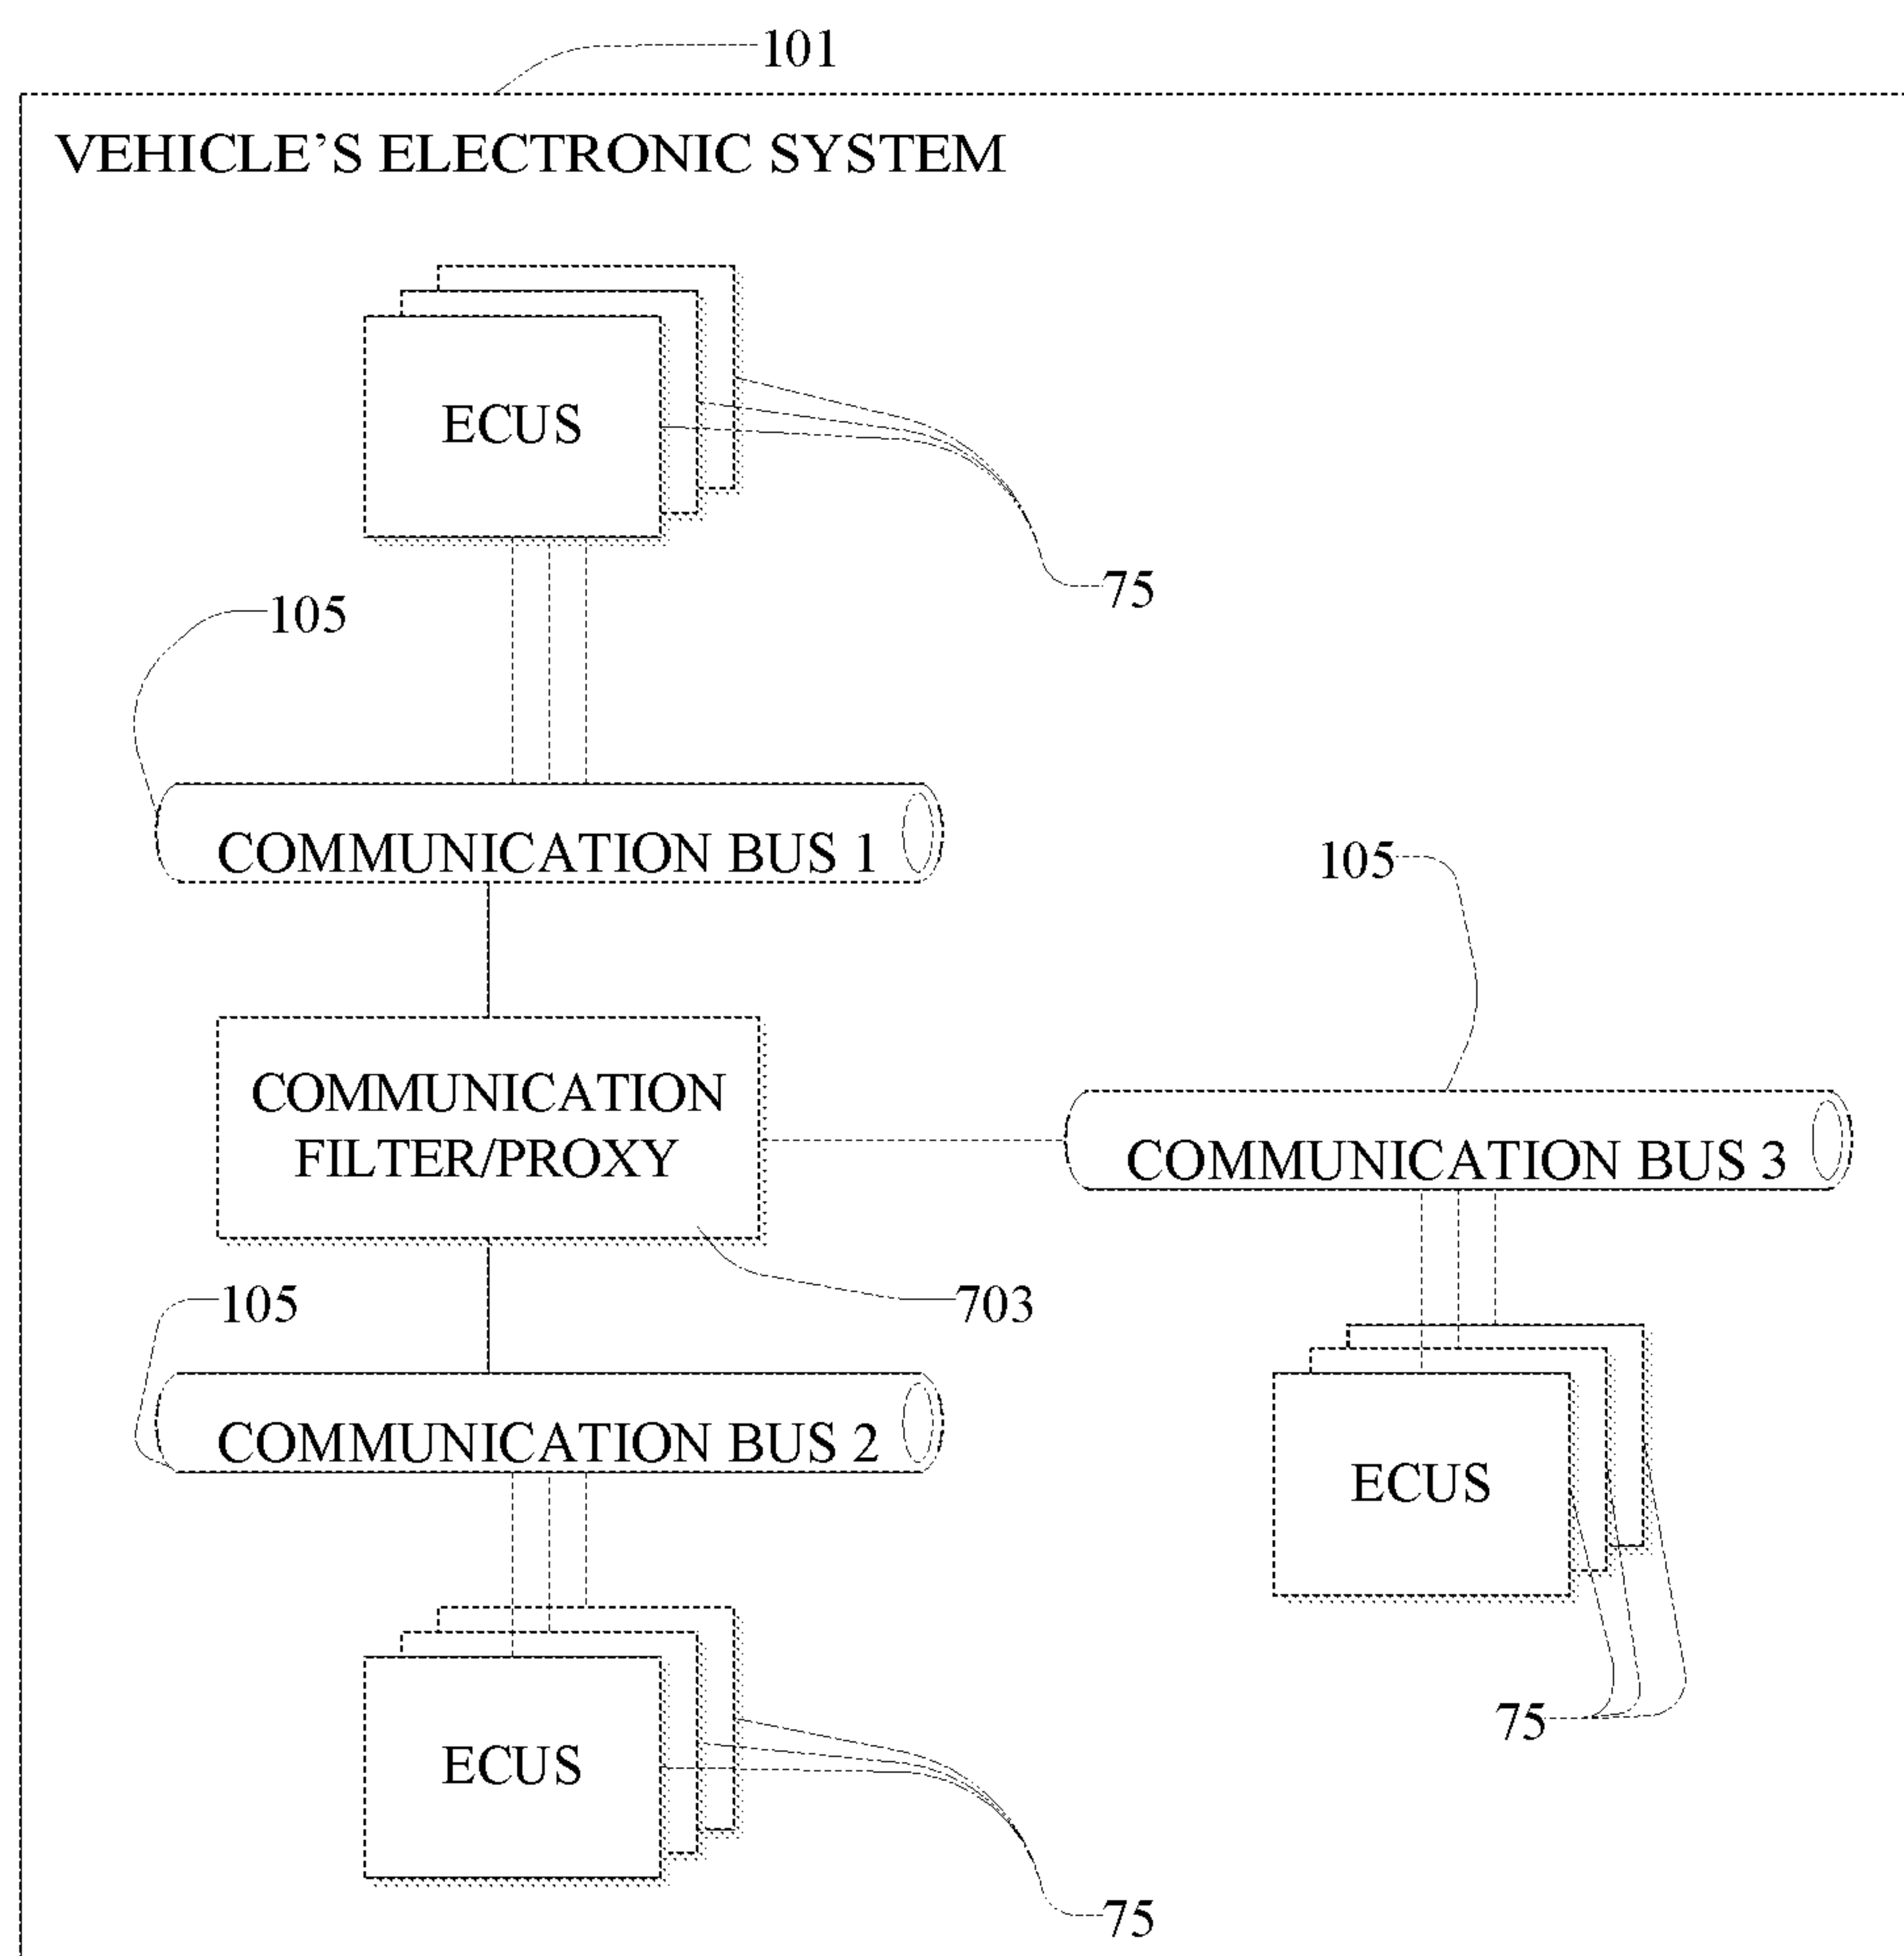 101
VEHICLE’S ELECTRONIC SYSTEM
ECUS
75
105
COMMUNICATION BUS 1
105
COMMUNICATION
FILTER/PROXY
COMMUNICATION BUS 3
703
105
COMMUNICATION BUS 2
ECUS
75
ECUS
75